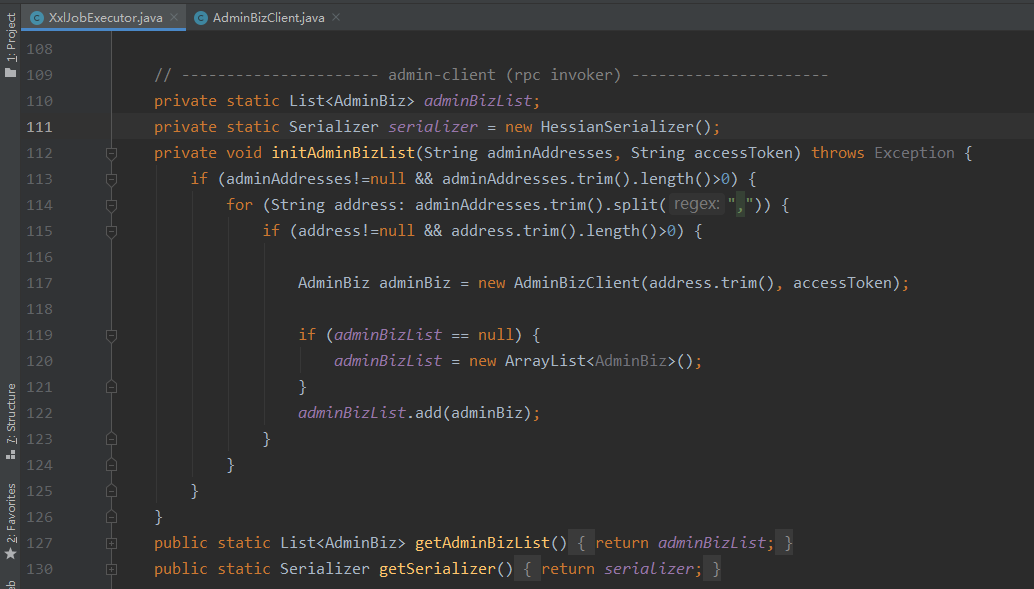 1: Project
7: Structure
2: Favorites
XxlJobExecutor.java × AdminBizClient.java ×
108
109 // ---------------------- admin-client (rpc invoker) ----------------------
110 private static List<AdminBiz> adminBizList;
111 private static Serializer serializer = new HessianSerializer();
112 private void initAdminBizList(String adminAddresses, String accessToken) throws Exception {
113 if (adminAddresses!=null && adminAddresses.trim().length()>0) {
114 for (String address: adminAddresses.trim().split( regex: ",")) {
115 if (address!=null && address.trim().length()>0) {
116
117 AdminBiz adminBiz = new AdminBizClient(address.trim(), accessToken);
118
119 if (adminBizList == null) {
120 adminBizList = new ArrayList<AdminBiz>();
121 }
122 adminBizList.add(adminBiz);
123 }
124 }
125 }
126 }
127 public static List<AdminBiz> getAdminBizList() { return adminBizList; }
130 public static Serializer getSerializer() { return serializer; }